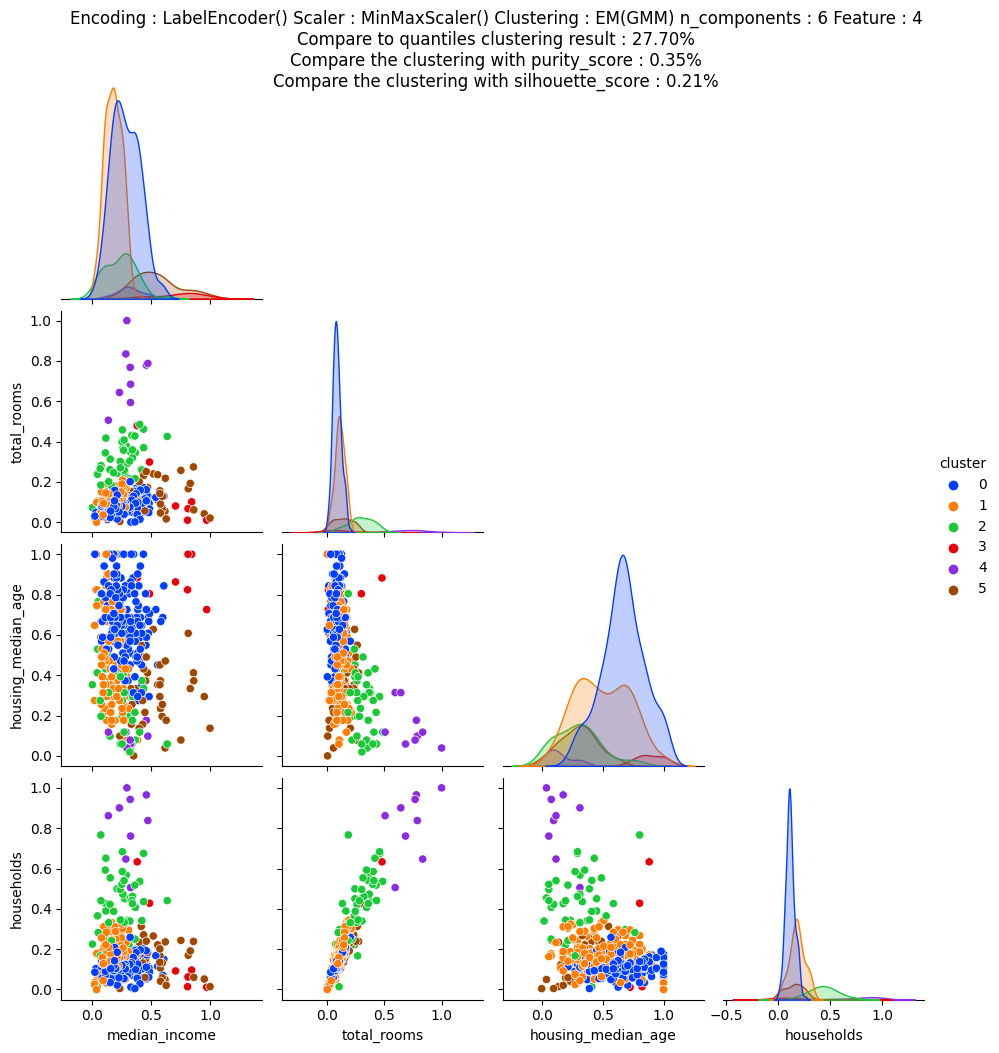 Encoding : LabelEncoder() Scaler : MinMaxScaler() Clustering : EM(GMM) n_components : 6 Feature : 4
Compare to quantiles clustering result : 27.70%
Compare the clustering with purity_score : 0.35%
Compare the clustering with silhouette_score : 0.21%
total_rooms
1.0
0.8
0.6
0.4
0.2
0.0
cluster
0
1
2
3
4
5
housing_median_age
1.0
0.8
0.6
0.4
0.2
0.0
households
1.0
0.8
0.6
0.4
0.2
0.0
0.0 0.5 1.0
0.0 0.5 1.0
0.0 0.5 1.0
−0.5 0.0 1.0
median_income
total_rooms
housing_median_age
households